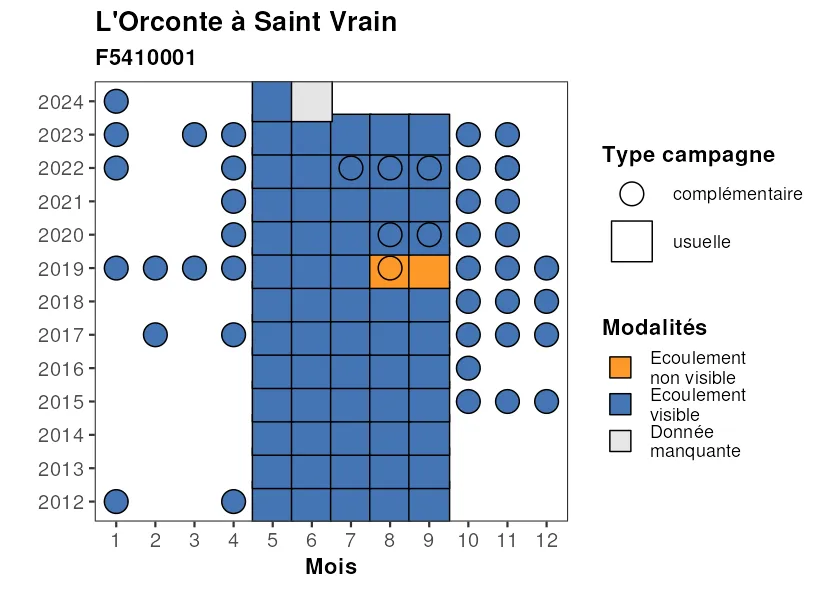 L'Orconte à Saint Vrain
F5410001
2024
2023
2022
2021
2020
2019
2018
2017
2016
2015
2014
2013
2012
1 2 3 4 5 6 7 8 9 10 11 12
Mois
Type campagne
complémentaire
usuelle
Modalités
Ecoulement
non visible
Ecoulement
visible
Donnée
manquante